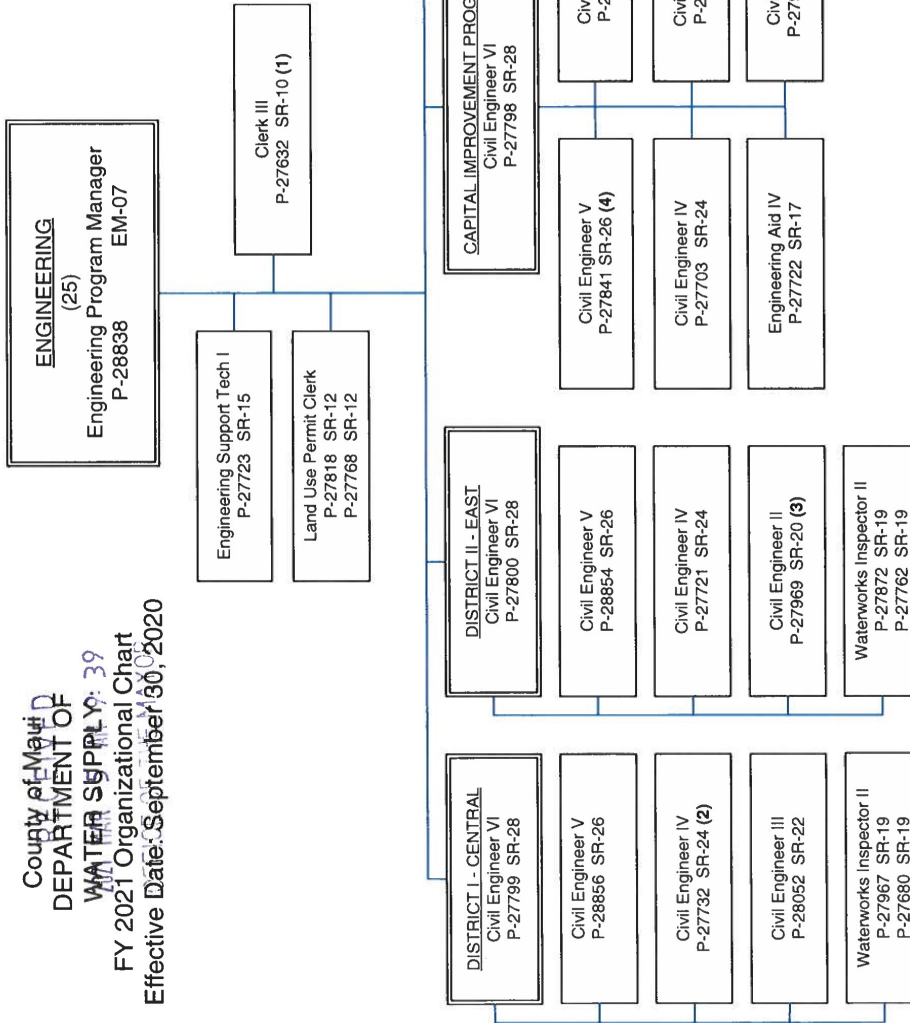 County of Maui
DEPARTMENT OF
WATER SUPPLY
FY 2021 Organizational Chart
Effective Date: September 30, 2020
9: 39
ENGINEERING
(25)
Engineering Program Manager
P-28838 EM-07
Clerk III
P-27632 SR-10 (1)
Engineering Support Tech I
P-27723 SR-15
Land Use Permit Clerk
P-27818 SR-12
P-27768 SR-12
DISTRICT I - CENTRAL
Civil Engineer VI
P-27799 SR-28
Civil Engineer V
P-28856 SR-26
Civil Engineer IV
P-27732 SR-24 (2)
Civil Engineer III
P-28052 SR-22
Waterworks Inspector II
P-27967 SR-19
P-27680 SR-19
DISTRICT II - EAST
Civil Engineer VI
P-27800 SR-28
Civil Engineer V
P-28854 SR-26
Civil Engineer IV
P-27721 SR-24
Civil Engineer II
P-27969 SR-20 (3)
Waterworks Inspector II
P-27872 SR-19
P-27762 SR-19
CAPITAL IMPROVEMENT PROG
Civil Engineer VI
P-27798 SR-28
Civil Engineer V
P-27841 SR-26 (4)
Civil Engineer IV
P-27703 SR-24
Engineering Aid IV
P-27722 SR-17